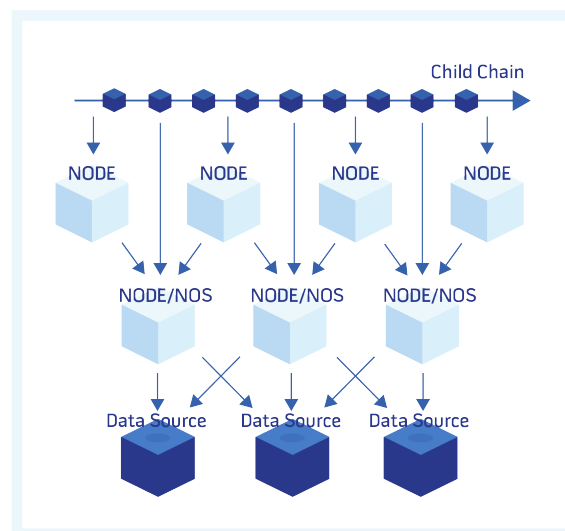 Child Chain
NODE NODE NODE NODE
NODE/NOS NODE/NOS NODE/NOS
Data Source Data Source Data Source